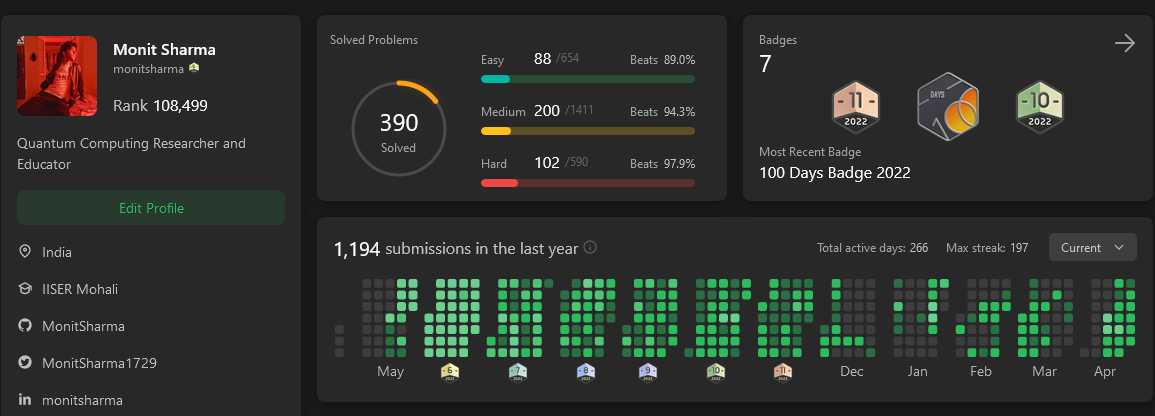 Monit Sharma
monitsharma
Rank 108,499
Quantum Computing Researcher and
Educator
Edit Profile
India
IISER Mohali
MonitSharma
MonitSharma1729
monitsharma
Solved Problems
390
Solved
Easy 88 /654 Beats 89.0%
Medium 200 /1411 Beats 94.3%
Hard 102 /590 Beats 97.9%
Badges
7
11
2022
DAYS
10
2022
Most Recent Badge
100 Days Badge 2022
1,194 submissions in the last year
Total active days: 266 Max streak: 197 Current
May 6 7 8 9 10 11 Dec Jan Feb Mar Apr